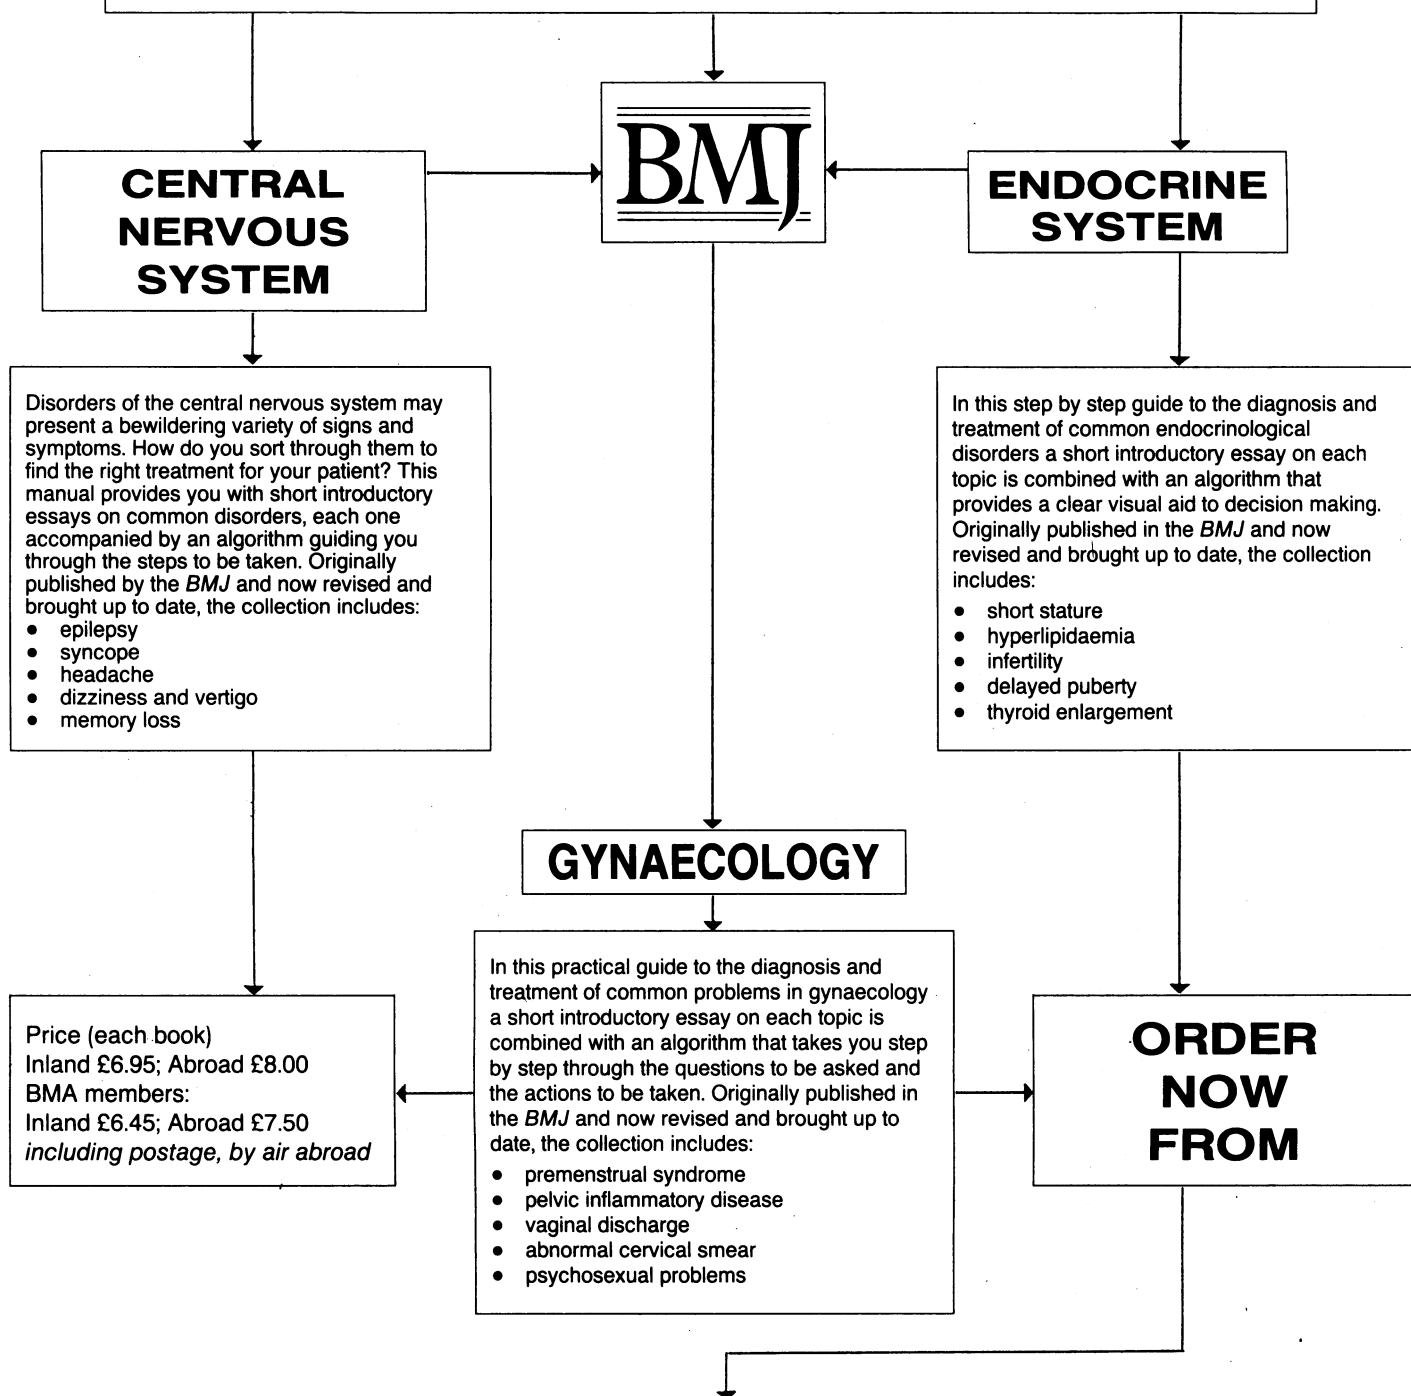 BMJ
CENTRAL
NERVOUS
SYSTEM
ENDOCRINE
SYSTEM
Disorders of the central nervous system may
present a bewildering variety of signs and
symptoms. How do you sort through them to
find the right treatment for your patient? This
manual provides you with short introductory
essays on common disorders, each one
accompanied by an algorithm guiding you
through the steps to be taken. Originally
published by the BMJ and now revised and
brought up to date, the collection includes:
● epilepsy
● syncope
● headache
● dizziness and vertigo
● memory loss
In this step by step guide to the diagnosis and
treatment of common endocrinological
disorders a short introductory essay on each
topic is combined with an algorithm that
provides a clear visual aid to decision making.
Originally published in the BMJ and now
revised and brought up to date, the collection
includes:
● short stature
● hyperlipidaemia
● infertility
● delayed puberty
● thyroid enlargement
GYNAECOLOGY
In this practical guide to the diagnosis and
treatment of common problems in gynaecology
a short introductory essay on each topic is
combined with an algorithm that takes you step
by step through the questions to be asked and
the actions to be taken. Originally published in
the BMJ and now revised and brought up to
date, the collection includes:
● premenstrual syndrome
● pelvic inflammatory disease
● vaginal discharge
● abnormal cervical smear
● psychosexual problems
Price (each book)
Inland £6.95; Abroad £8.00
BMA members:
Inland £6.45; Abroad £7.50
including postage, by air abroad
ORDER
NOW
FROM